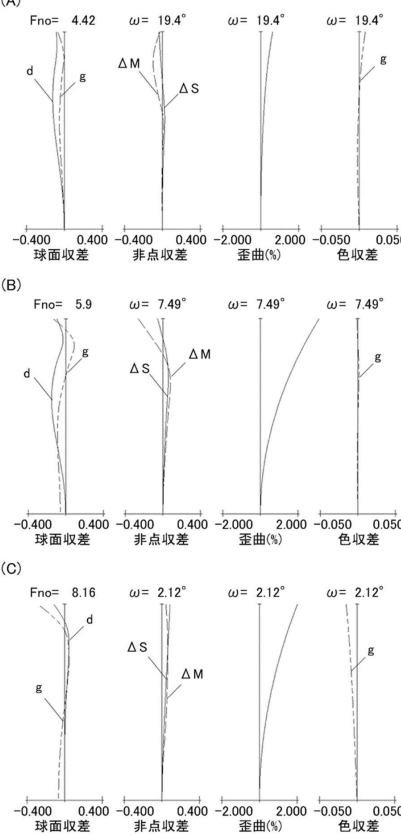 (A)
Fno= 4.42 ω= 19.4° ω= 19.4° ω= 19.4°
d g ΔM ΔS g
-0.400 0.400 -0.400 0.400 2.000 2.000 -0.050 0.050
球面収差 非点収差 歪曲(%) 色収差
(B)
Fno= 5.9 ω= 7.49° ω= 7.49° ω= 7.49°
d g ΔS ΔM g
-0.400 0.400 -0.400 0.400 -2.000 2.000 -0.050 0.050
球面収差 非点収差 歪曲(%) 色収差
(C)
Fno= 8.16 ω= 2.12° ω= 2.12° ω= 2.12°
d g ΔS ΔM g
-0.400 0.400 -0.400 0.400 -2.000 2.000 -0.050 0.050
球面収差 非点収差 歪曲(%) 色収差